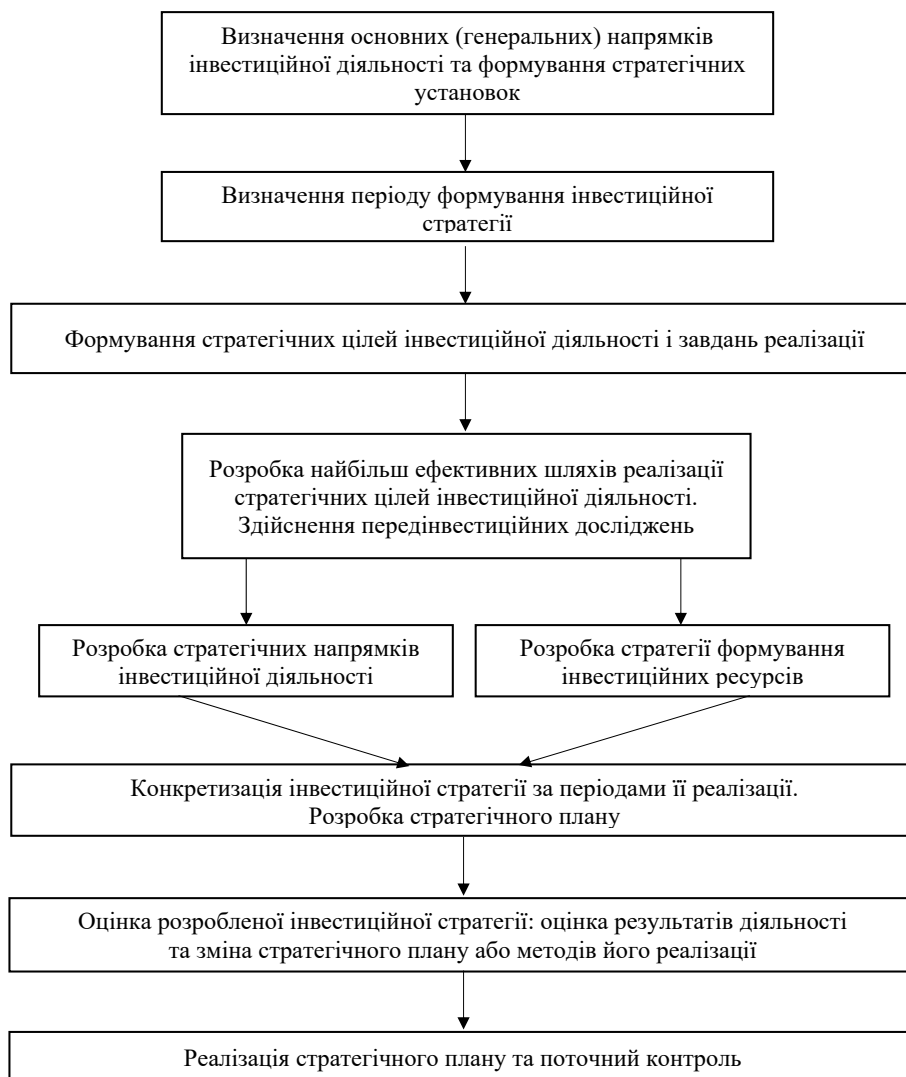 Визначення основних (генеральних) напрямків
інвестиційної діяльності та формування стратегічних
установок
Визначення періоду формування інвестиційної
стратегії
Формування стратегічних цілей інвестиційної діяльності і завдань реалізації
Розробка найбільш ефективних шляхів реалізації
стратегічних цілей інвестиційної діяльності.
Здійснення передінвестиційних досліджень
Розробка стратегічних напрямків
інвестиційної діяльності
Розробка стратегії формування
інвестиційних ресурсів
Конкретизація інвестиційної стратегії за періодами її реалізації.
Розробка стратегічного плану
Оцінка розробленої інвестиційної стратегії: оцінка результатів діяльності
та зміна стратегічного плану або методів його реалізації
Реалізація стратегічного плану та поточний контроль